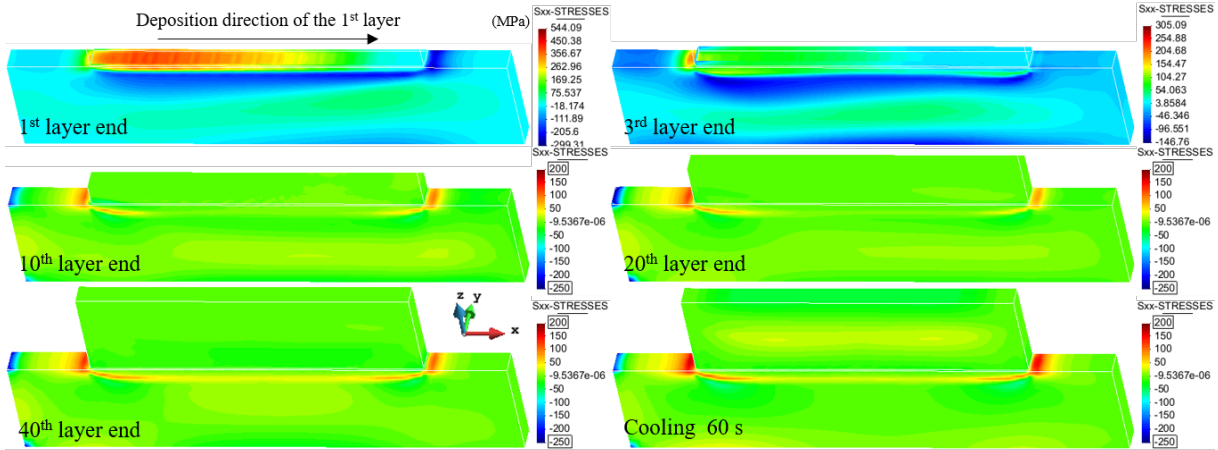 Deposition direction of the 1st layer
(MPa)
Sxx-STRESSES
544.09
450.38
356.67
262.96
169.25
75.537
-18.174
-111.89
-205.6
-299.31
1st layer end
Sxx-STRESSES
305.09
254.88
204.68
154.47
104.27
54.063
3.8584
-46.346
-96.551
-146.76
3rd layer end
Sxx-STRESSES
200
150
100
50
-9.5367e-06
-50
-100
-150
-200
-250
10th layer end
Sxx-STRESSES
200
150
100
50
-9.5367e-06
-50
-100
-150
-200
-250
20th layer end
z y
x
Sxx-STRESSES
200
150
100
50
-9.5367e-06
-50
-100
-150
-200
-250
40th layer end
Sxx-STRESSES
200
150
100
50
-9.5367e-06
-50
-100
-150
-200
-250
Cooling 60 s